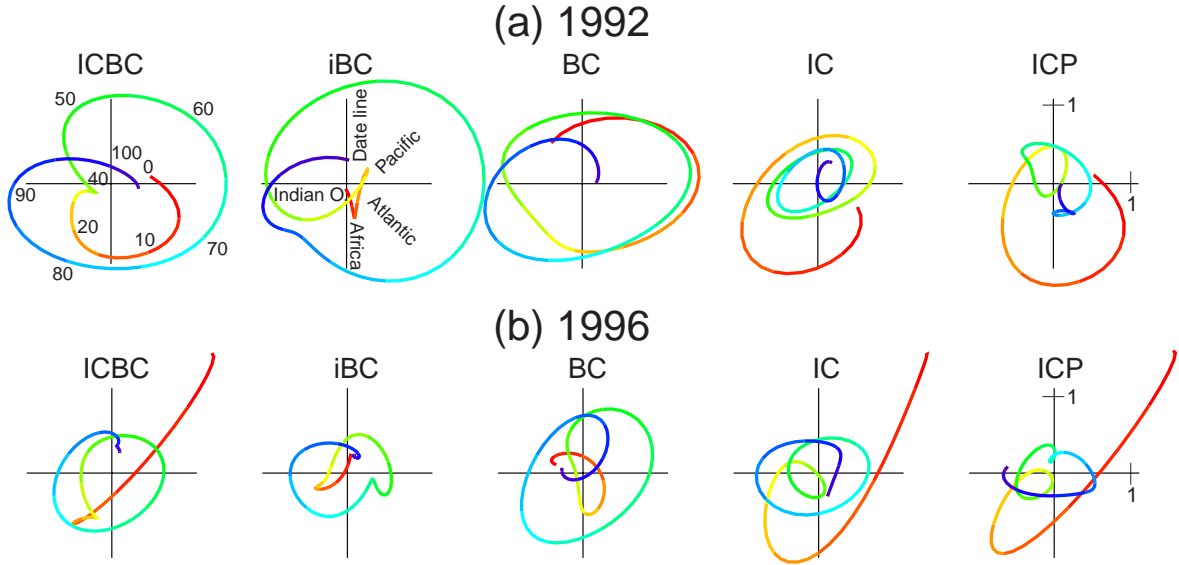 (a) 1992
ICBC
iBC
BC
IC
ICP
50
60
100
0
40
90
20
10
70
80
Date line
Pacific
Indian O.
Atlantic
Africa
1
1
(b) 1996
ICBC
iBC
BC
IC
ICP
1
1